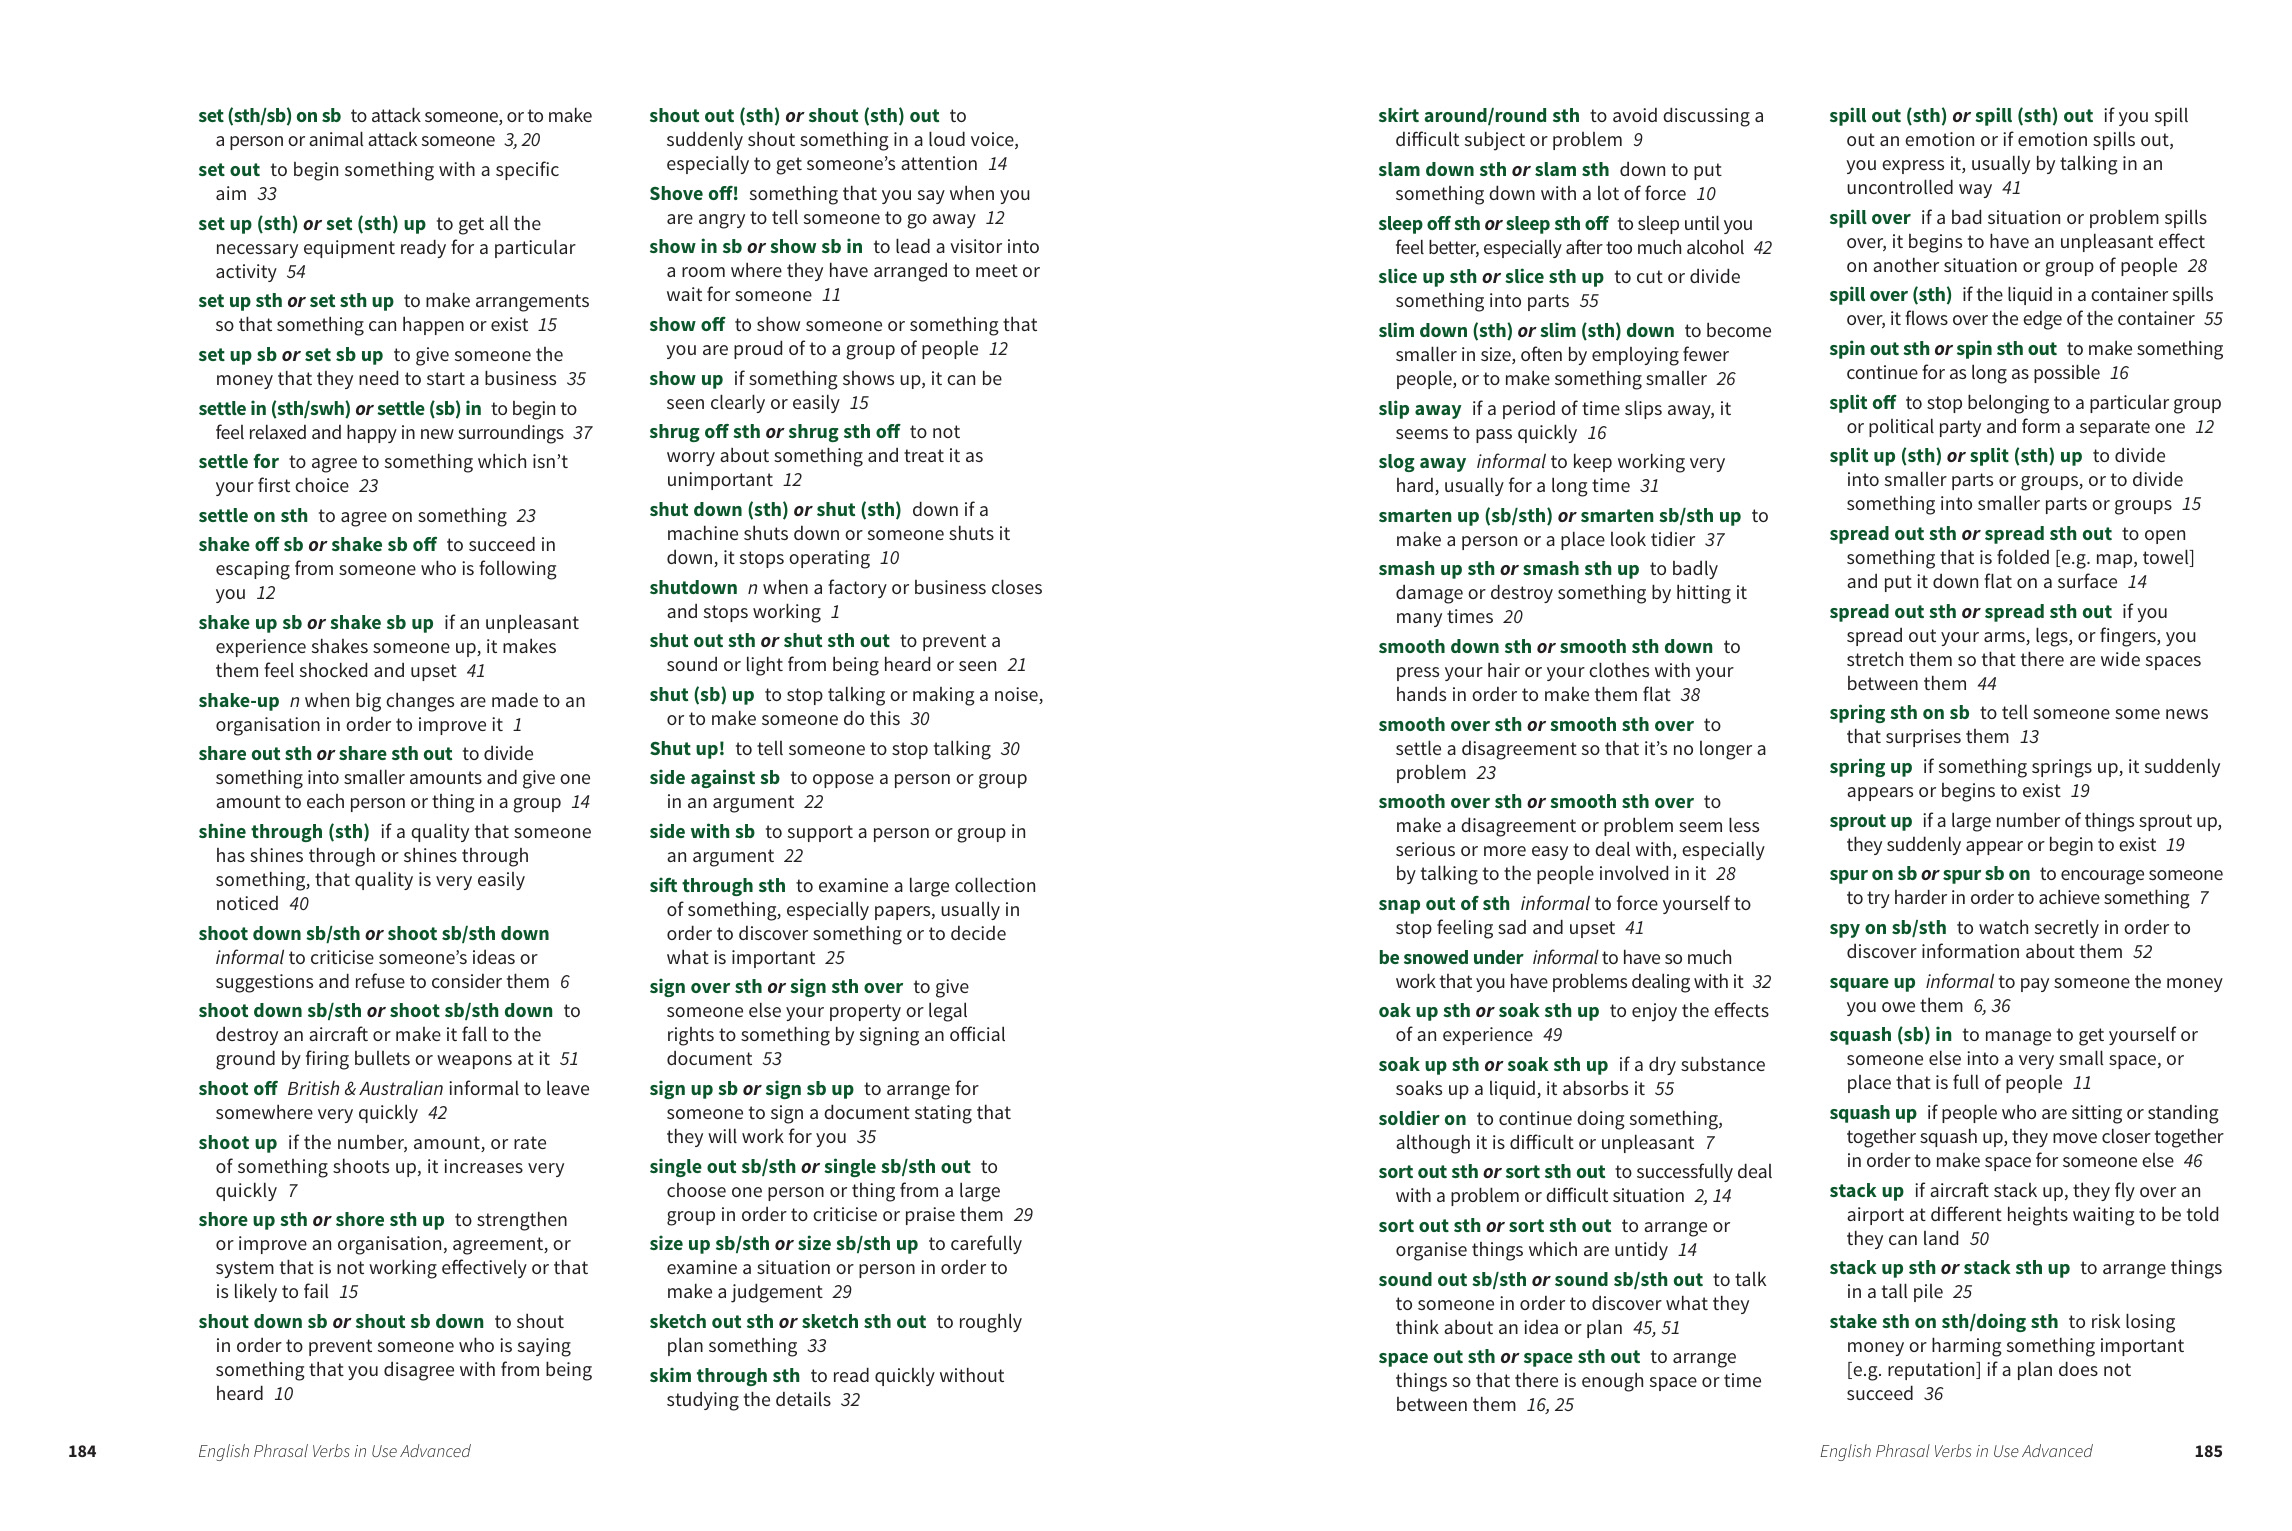 set (sth/sb) on sb to attack someone, or to make
a person or animal attack someone 3, 20
set out to begin something with a specific
aim 33
set up (sth) or set (sth) up to get all the
necessary equipment ready for a particular
activity 54
set up sth or set sth up to make arrangements
so that something can happen or exist 15
set up sb or set sb up to give someone the
money that they need to start a business 35
settle in (sth/swh) or settle (sb) in to begin to
feel relaxed and happy in new surroundings 37
settle for to agree to something which isn't
your first choice 23
settle on sth to agree on something 23
shake off sb or shake sb off to succeed in
escaping from someone who is following
you 12
shake up sb or shake sb up if an unpleasant
experience shakes someone up, it makes
them feel shocked and upset 41
shake-up n when big changes are made to an
organisation in order to improve it 1
share out sth or share sth out to divide
something into smaller amounts and give one
amount to each person or thing in a group 14
shine through (sth) if a quality that someone
has shines through or shines through
something, that quality is very easily
noticed 40
shoot down sb/sth or shoot sb/sth down
informal to criticise someone's ideas or
suggestions and refuse to consider them 6
shoot down sb/sth or shoot sb/sth down to
destroy an aircraft or make it fall to the
ground by firing bullets or weapons at it 51
shoot off British & Australian informal to leave
somewhere very quickly 42
shoot up if the number, amount, or rate
of something shoots up, it increases very
quickly 7
shore up sth or shore sth up to strengthen
or improve an organisation, agreement, or
system that is not working effectively or that
is likely to fail 15
shout down sb or shout sb down to shout
in order to prevent someone who is saying
something that you disagree with from being
heard 10
shout out (sth) or shout (sth) out to
suddenly shout something in a loud voice,
especially to get someone's attention 14
Shove off! something that you say when you
are angry to tell someone to go away 12
show in sb or show sb in to lead a visitor into
a room where they have arranged to meet or
wait for someone 11
show off to show someone or something that
you are proud of to a group of people 12
show up if something shows up, it can be
seen clearly or easily 15
shrug off sth or shrug sth off to not
worry about something and treat it as
unimportant 12
shut down (sth) or shut (sth) down if a
machine shuts down or someone shuts it
down, it stops operating 10
shutdown n when a factory or business closes
and stops working 1
shut out sth or shut sth out to prevent a
sound or light from being heard or seen 21
shut (sb) up to stop talking or making a noise,
or to make someone do this 30
Shut up! to tell someone to stop talking 30
side against sb to oppose a person or group
in an argument 22
side with sb to support a person or group in
an argument 22
sift through sth to examine a large collection
of something, especially papers, usually in
order to discover something or to decide
what is important 25
sign over sth or sign sth over to give
someone else your property or legal
rights to something by signing an official
document 53
sign up sb or sign sb up to arrange for
someone to sign a document stating that
they will work for you 35
single out sb/sth or single sb/sth out to
choose one person or thing from a large
group in order to criticise or praise them 29
size up sb/sth or size sb/sth up to carefully
examine a situation or person in order to
make a judgement 29
sketch out sth or sketch sth out to roughly
plan something 33
skim through sth to read quickly without
studying the details 32
184 English Phrasal Verbs in Use Advanced
skirt around/round sth to avoid discussing a
difficult subject or problem 9
slam down sth or slam sth down to put
something down with a lot of force 10
sleep off sth or sleep sth off to sleep until you
feel better, especially after too much alcohol 42
slice up sth or slice sth up to cut or divide
something into parts 55
slim down (sth) or slim (sth) down to become
smaller in size, often by employing fewer
people, or to make something smaller 26
slip away if a period of time slips away, it
seems to pass quickly 16
slog away informal to keep working very
hard, usually for a long time 31
smarten up (sb/sth) or smarten sb/sth up to
make a person or a place look tidier 37
smash up sth or smash sth up to badly
damage or destroy something by hitting it
many times 20
smooth down sth or smooth sth down to
press your hair or your clothes with your
hands in order to make them flat 38
smooth over sth or smooth sth over to
settle a disagreement so that it's no longer a
problem 23
smooth over sth or smooth sth over to
make a disagreement or problem seem less
serious or more easy to deal with, especially
by talking to the people involved in it 28
snap out of sth informal to force yourself to
stop feeling sad and upset 41
be snowed under informal to have so much
work that you have problems dealing with it 32
oak up sth or soak sth up to enjoy the effects
of an experience 49
soak up sth or soak sth up if a dry substance
soaks up a liquid, it absorbs it 55
soldier on to continue doing something,
although it is difficult or unpleasant 7
sort out sth or sort sth out to successfully deal
with a problem or difficult situation 2, 14
sort out sth or sort sth out to arrange or
organise things which are untidy 14
sound out sb/sth or sound sb/sth out to talk
to someone in order to discover what they
think about an idea or plan 45, 51
space out sth or space sth out to arrange
things so that there is enough space or time
between them 16, 25
spill out (sth) or spill (sth) out if you spill
out an emotion or if emotion spills out,
you express it, usually by talking in an
uncontrolled way 41
spill over if a bad situation or problem spills
over, it begins to have an unpleasant effect
on another situation or group of people 28
spill over (sth) if the liquid in a container spills
over, it flows over the edge of the container 55
spin out sth or spin sth out to make something
continue for as long as possible 16
split off to stop belonging to a particular group
or political party and form a separate one 12
split up (sth) or split (sth) up to divide
into smaller parts or groups, or to divide
something into smaller parts or groups 15
spread out sth or spread sth out to open
something that is folded [e.g. map, towel]
and put it down flat on a surface 14
spread out sth or spread sth out if you
spread out your arms, legs, or fingers, you
stretch them so that there are wide spaces
between them 44
spring sth on sb to tell someone some news
that surprises them 13
spring up if something springs up, it suddenly
appears or begins to exist 19
sprout up if a large number of things sprout up,
they suddenly appear or begin to exist 19
spur on sb or spur sb on to encourage someone
to try harder in order to achieve something 7
spy on sb/sth to watch secretly in order to
discover information about them 52
square up informal to pay someone the money
you owe them 6, 36
squash (sb) in to manage to get yourself or
someone else into a very small space, or
place that is full of people 11
squash up if people who are sitting or standing
together squash up, they move closer together
in order to make space for someone else 46
stack up if aircraft stack up, they fly over an
airport at different heights waiting to be told
they can land 50
stack up sth or stack sth up to arrange things
in a tall pile 25
stake sth on sth/doing sth to risk losing
money or harming something important
[e.g. reputation] if a plan does not
succeed 36
English Phrasal Verbs in Use Advanced 185